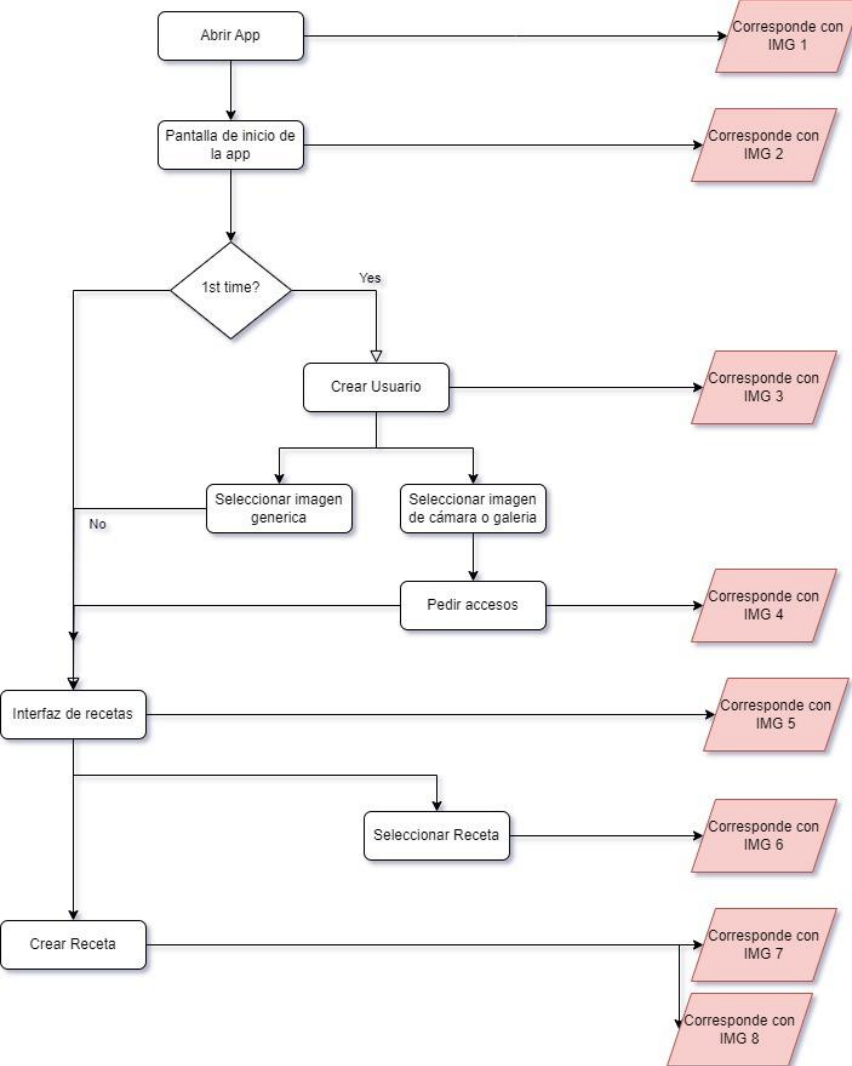 Abrir App
Corresponde con
IMG 1
Pantalla de inicio de
la app
Corresponde con
IMG 2
1st time?
Yes
Crear Usuario
Corresponde con
IMG 3
Seleccionar imagen
generica
Seleccionar imagen
de cámara o galeria
No
Pedir accesos
Corresponde con
IMG 4
Interfaz de recetas
Corresponde con
IMG 5
Seleccionar Receta
Corresponde con
IMG 6
Crear Receta
Corresponde con
IMG 7
Corresponde con
IMG 8